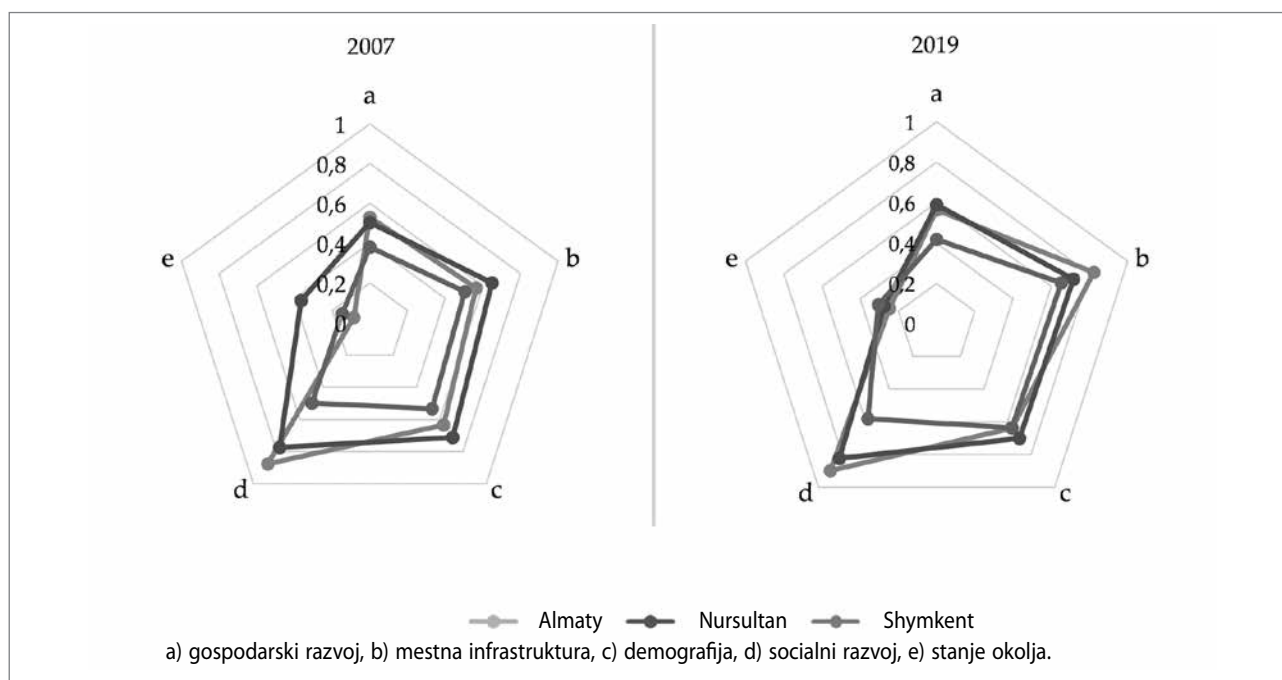 2007
a
1
0,8
0,6
0,4
0,2
0
b
c
d
e
2019
a
1
0,8
0,6
0,4
0,2
0
b
c
d
e
Almaty Nursultan Shymkent
a) gospodarski razvoj, b) mestna infrastruktura, c) demografija, d) socialni razvoj, e) stanje okolja.